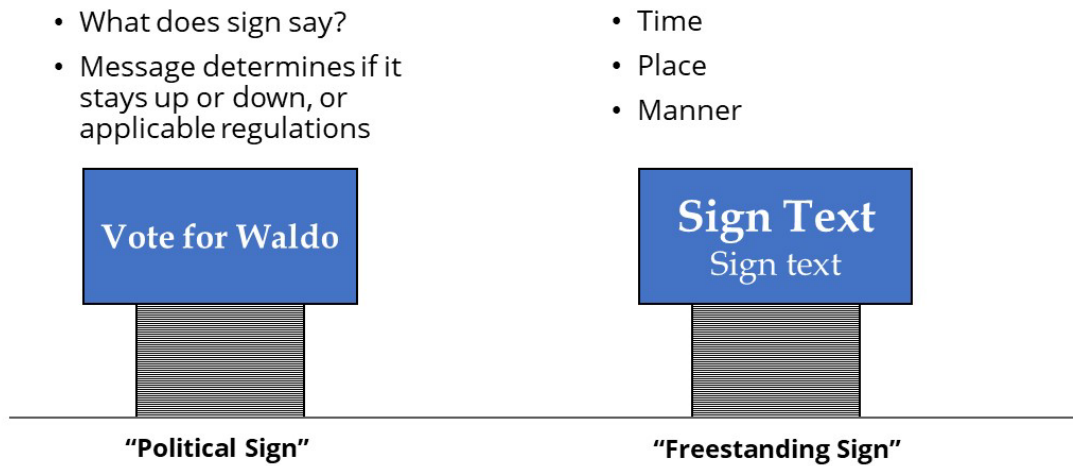 • What does sign say?
• Message determines if it
stays up or down, or
applicable regulations
Vote for Waldo
“Political Sign”
• Time
• Place
• Manner
Sign Text
Sign text
“Freestanding Sign”